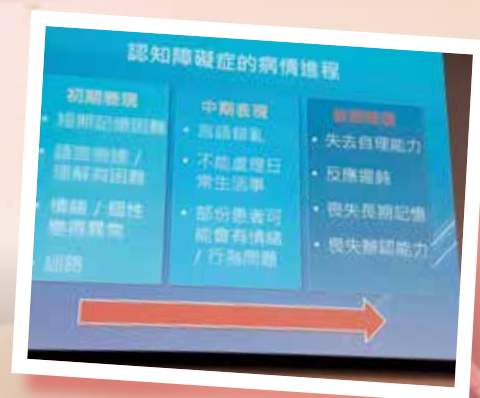 認知障礙症的病情進程
初期表現
• 短期記憶困難
• 語言表達 /
理解有困難
• 情緒 / 個性
變得異常
• 迷路
中期表現
• 言語錯亂
• 不能處理日
常生活事
• 部份患者可
能會有情緒
/ 行為問題
• 失去自理能力
• 反應遲鈍
• 喪失長期記憶
• 喪失辨認能力